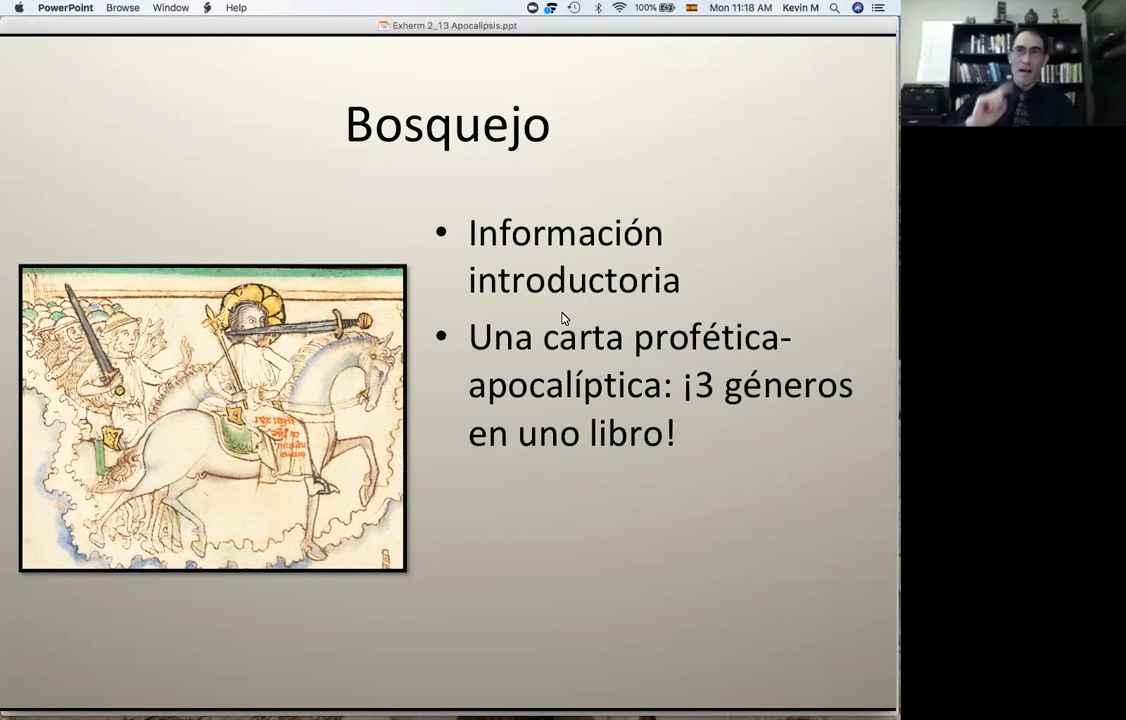 PowerPoint Browse Window Help 100% Mon 11:18 AM Kevin M
Exherm 2_13 Apocalipsis.ppt
Bosquejo
• Información
introductoria
• Una carta profética-
apocalíptica: ¡3 géneros
en uno libro!